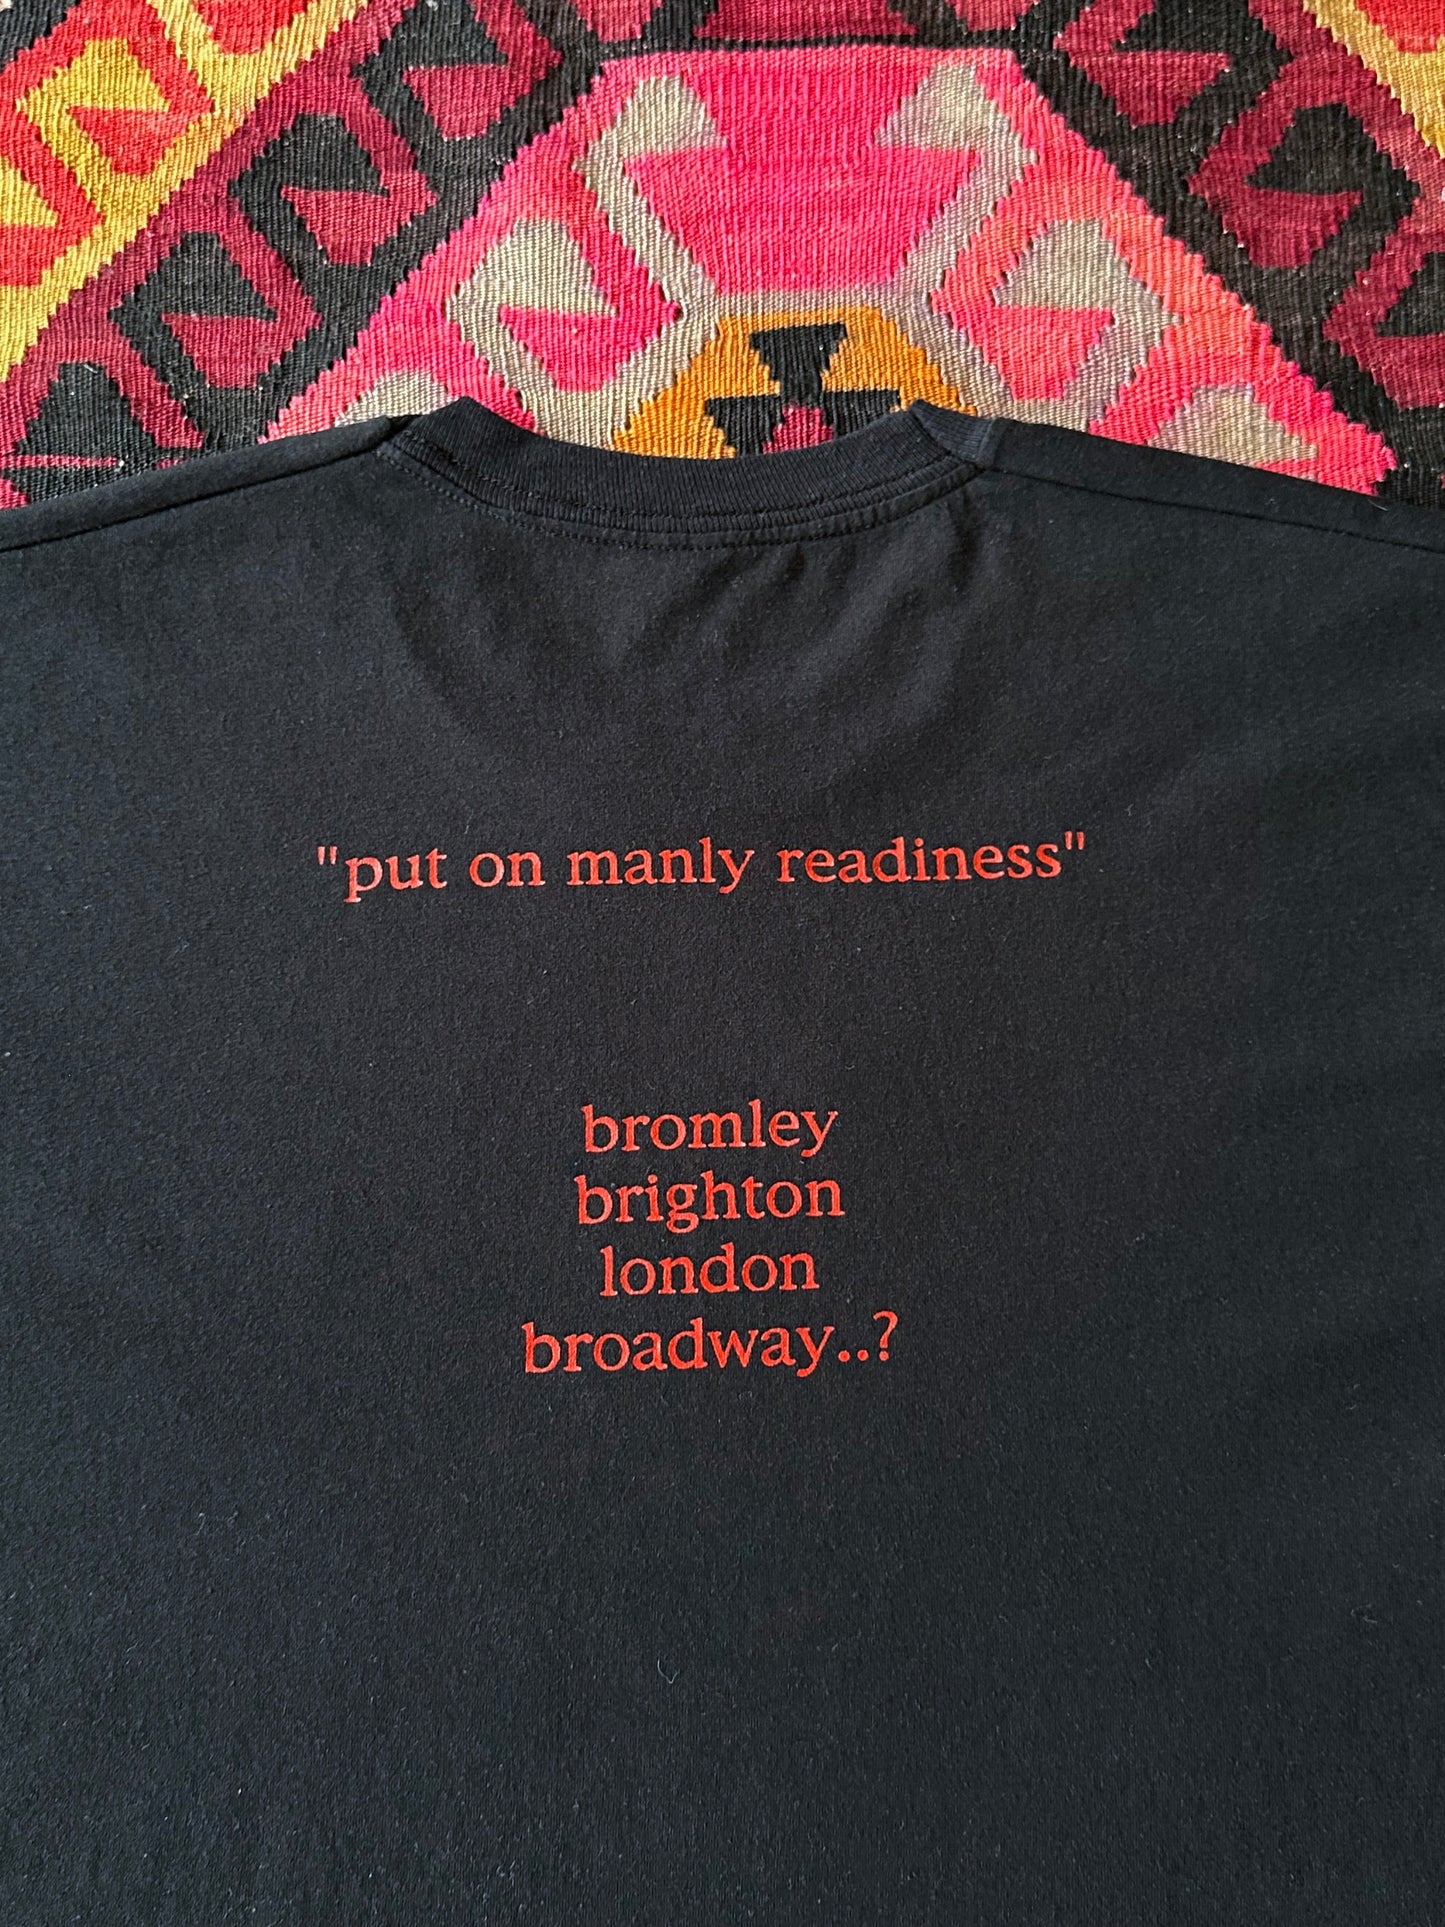 "put on manly readiness"
bromley
brighton
london
broadway..?